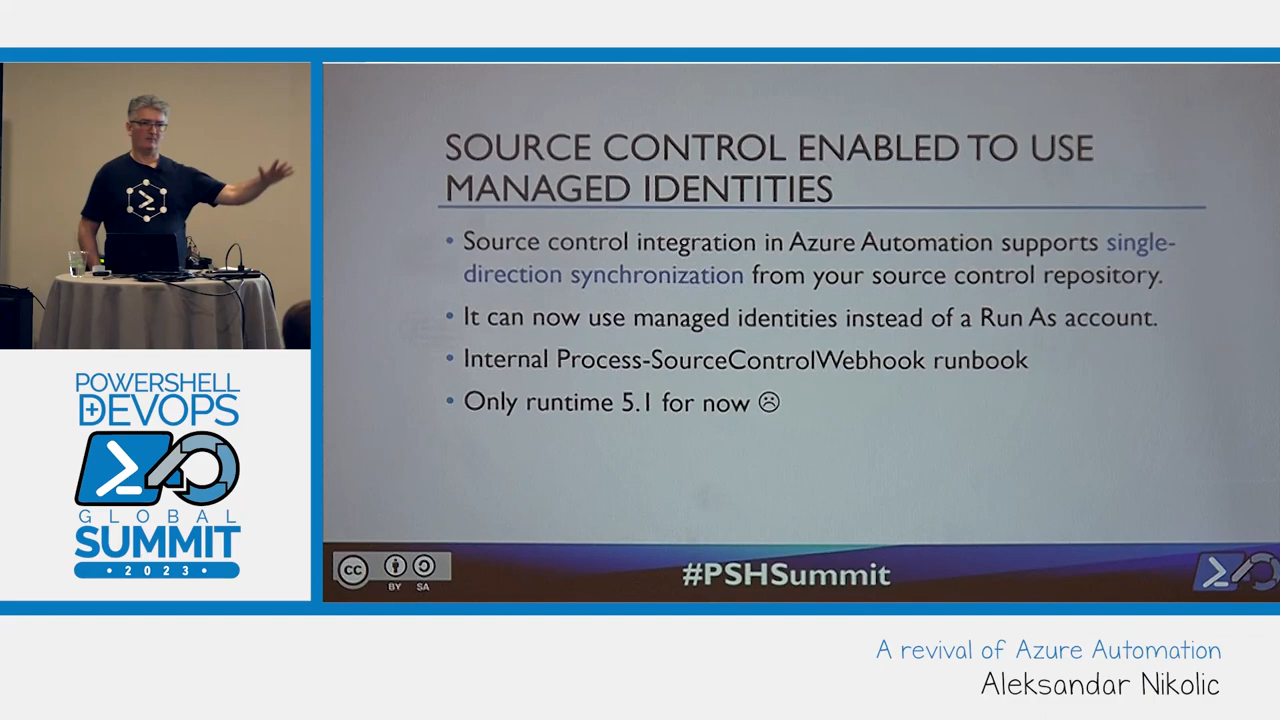 SOURCE CONTROL ENABLED TO USE
MANAGED IDENTITIES
• Source control integration in Azure Automation supports single-
direction synchronization from your source control repository.
• It can now use managed identities instead of a Run As account.
• Internal Process-SourceControlWebhook runbook
• Only runtime 5.1 for now ☹
cc
BY SA
#PSHSummit
POWERSHELL
+DEVOPS
GLOBAL
SUMMIT
• 2023 •
A revival of Azure Automation
Aleksandar Nikolic